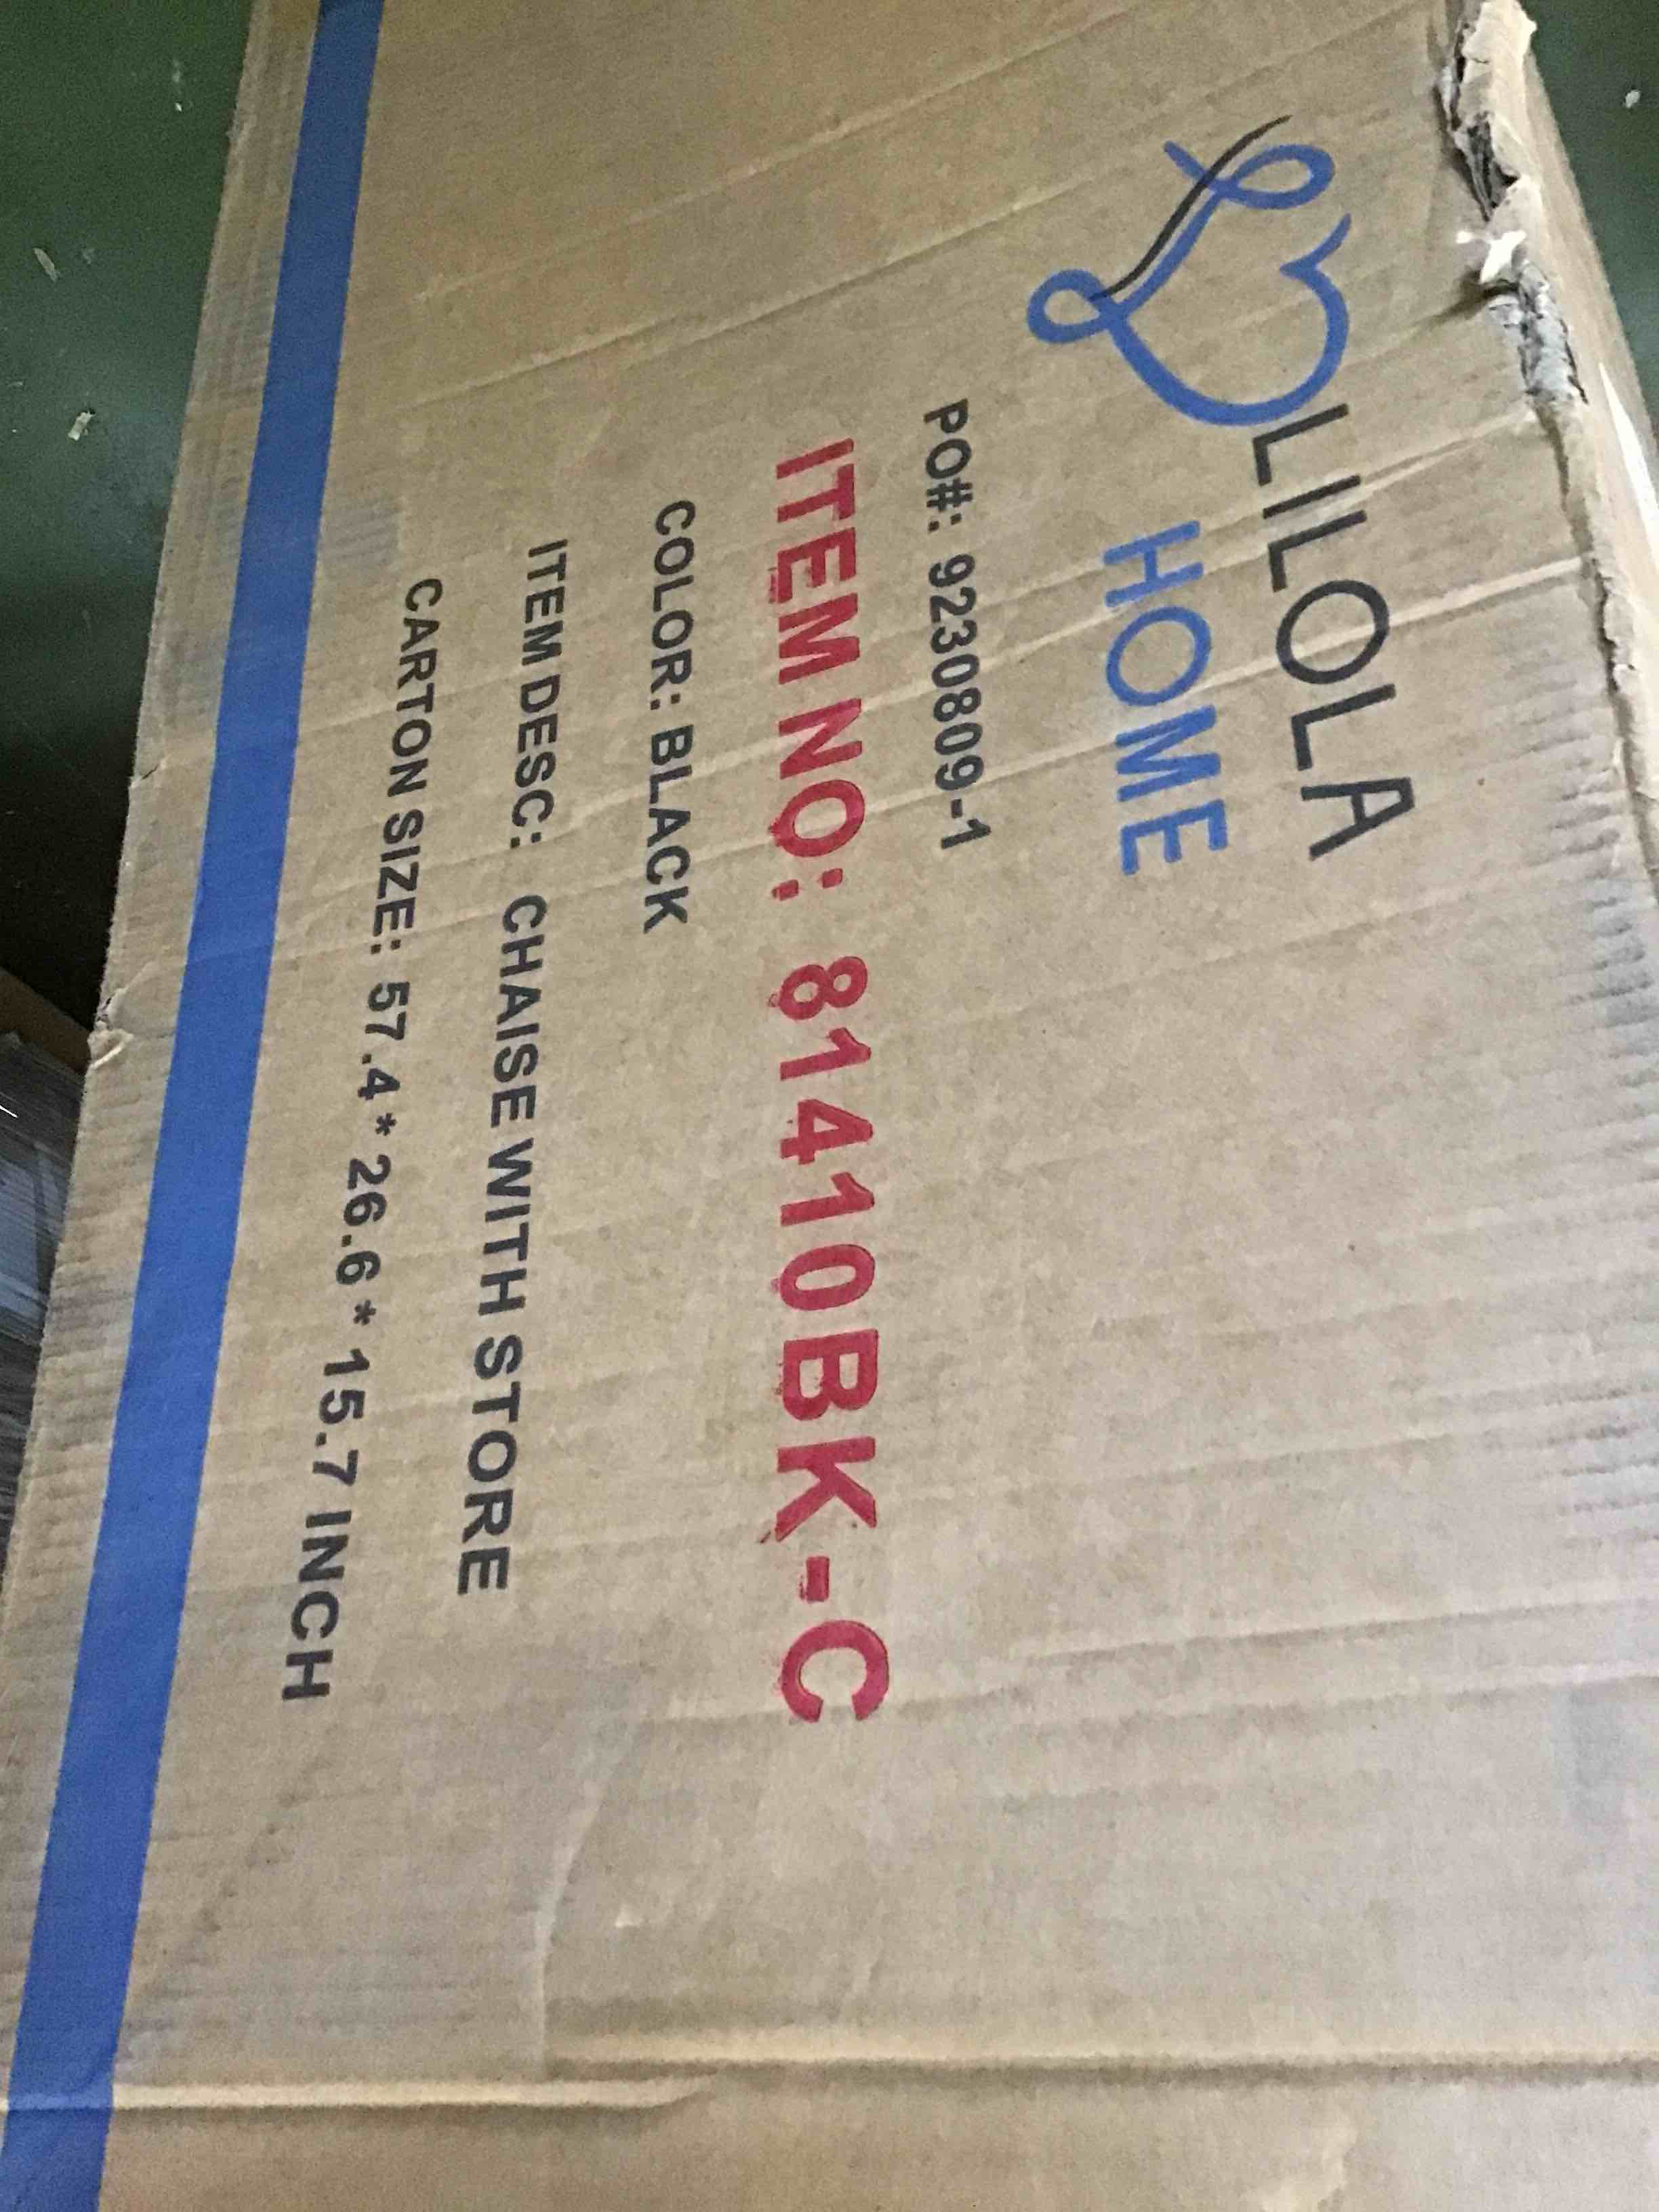 LILOLA
HOME
PO#: 9230809-1
ITEM NO: 81410BK-C
COLOR: BLACK
ITEM DESC: CHAISE WITH STORE
CARTON SIZE: 57.4* 26.6* 15.7 INCH